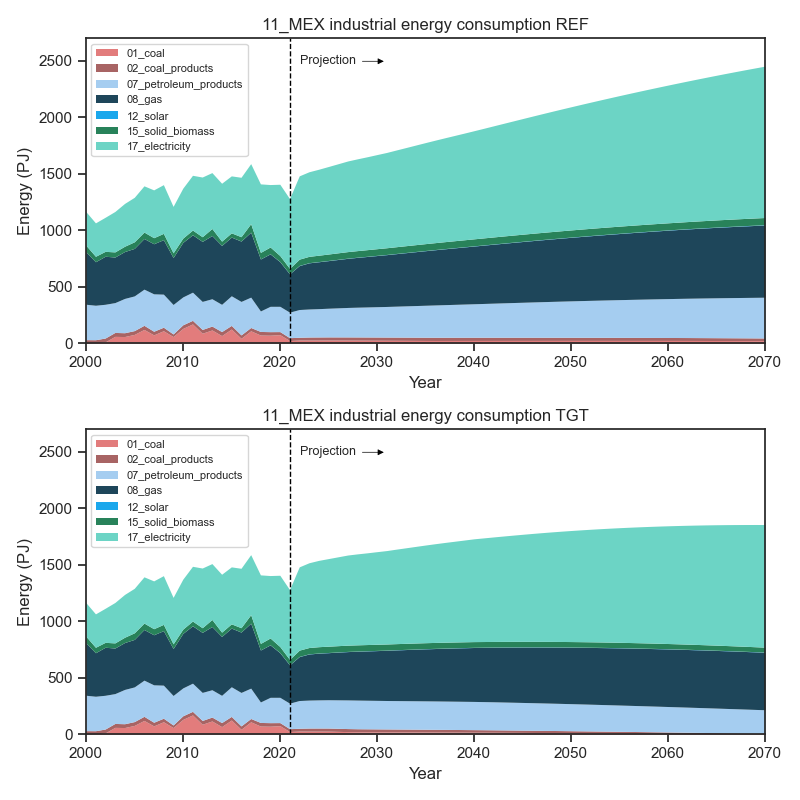 11_MEX industrial energy consumption REF
01_coal
02_coal_products
07_petroleum_products
08_gas
12_solar
15_solid_biomass
17_electricity
Projection
Energy (PJ)
2500
2000
1500
1000
500
0
2000 2010 2020 2030 2040 2050 2060 2070
Year
11_MEX industrial energy consumption TGT
01_coal
02_coal_products
07_petroleum_products
08_gas
12_solar
15_solid_biomass
17_electricity
Projection
Energy (PJ)
2500
2000
1500
1000
500
0
2000 2010 2020 2030 2040 2050 2060 2070
Year